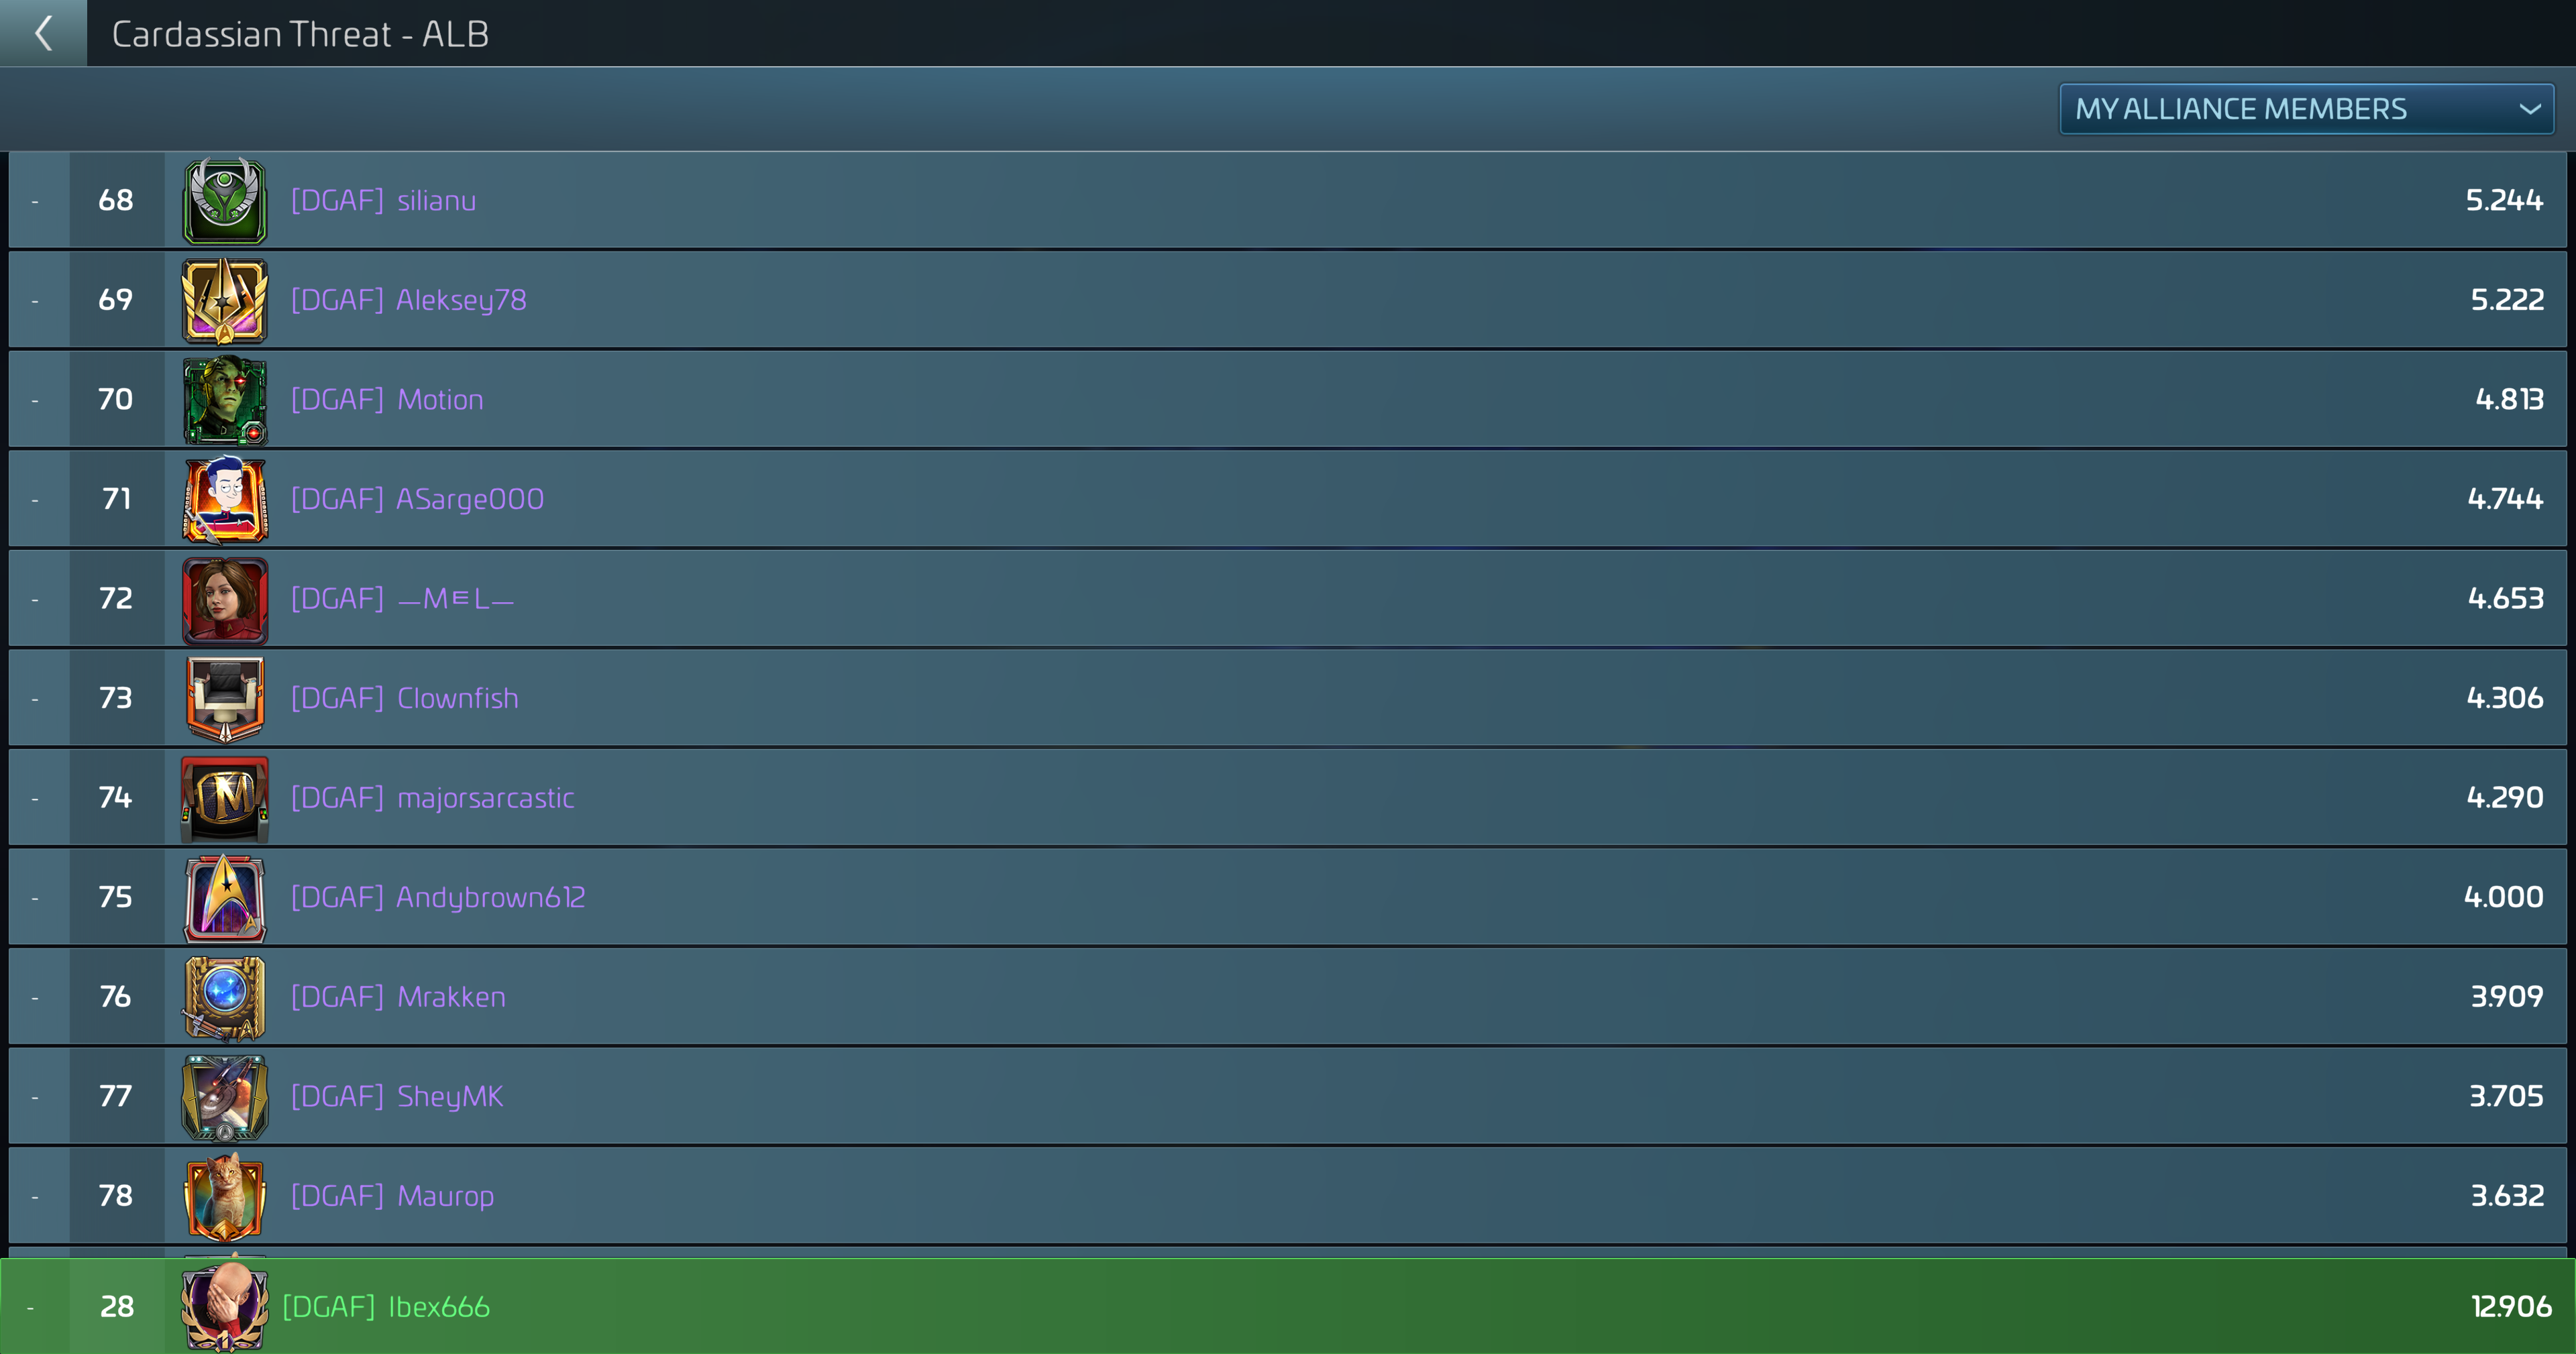 Cardassian Threat - ALB
MY ALLIANCE MEMBERS
- 68 [DGAF] silianu 5.244
- 69 [DGAF] Aleksey78 5.222
- 70 [DGAF] Motion 4.813
- 71 [DGAF] ASarge000 4.744
- 72 [DGAF] —MΞL— 4.653
- 73 [DGAF] Clownfish 4.306
- 74 [DGAF] majorsarcastic 4.290
- 75 [DGAF] Andybrown612 4.000
- 76 [DGAF] Mrakken 3.909
- 77 [DGAF] SheyMK 3.705
- 78 [DGAF] Maurop 3.632
- 28 [DGAF] Ibex666 12.906